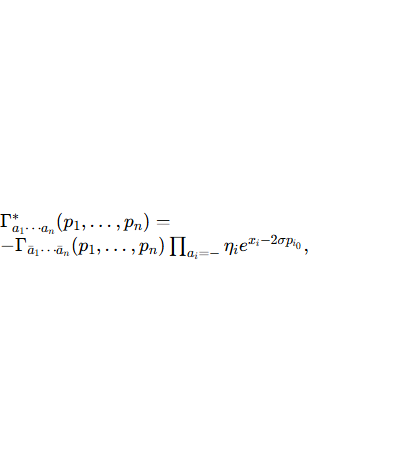 Γ*_{a_1⋯a_n}(p_1, …, p_n) =
−Γ_{ā_1⋯ā_n}(p_1, …, p_n) ∏_{a_i=−} η_i e^{x_i−2σp_{i_0}},